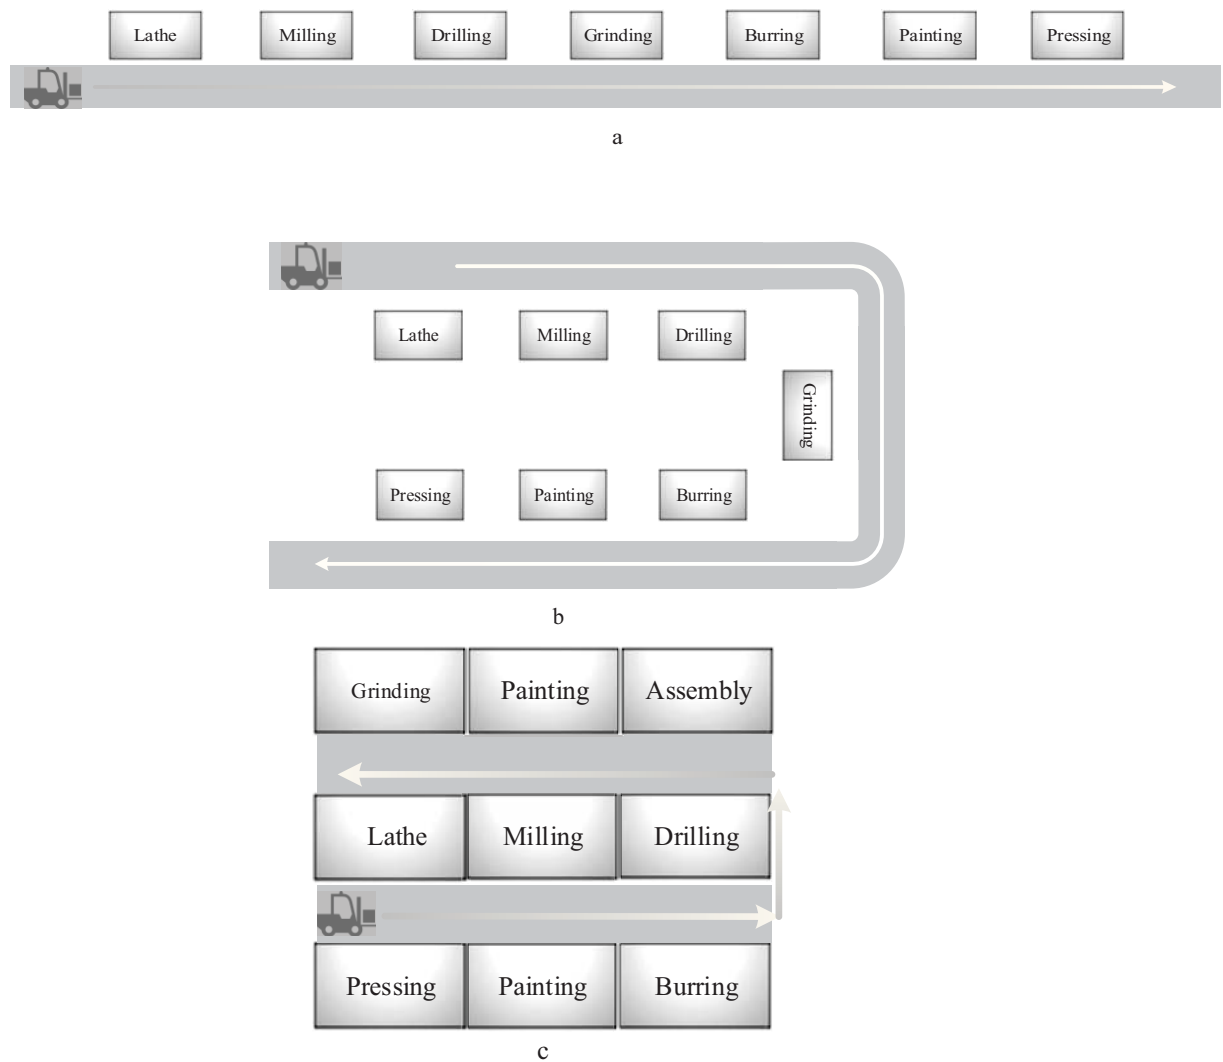 Lathe Milling Drilling Grinding Burring Painting Pressing
a
Lathe Milling Drilling
Grinding
Pressing Painting Burring
b
Grinding Painting Assembly
Lathe Milling Drilling
Pressing Painting Burring
c